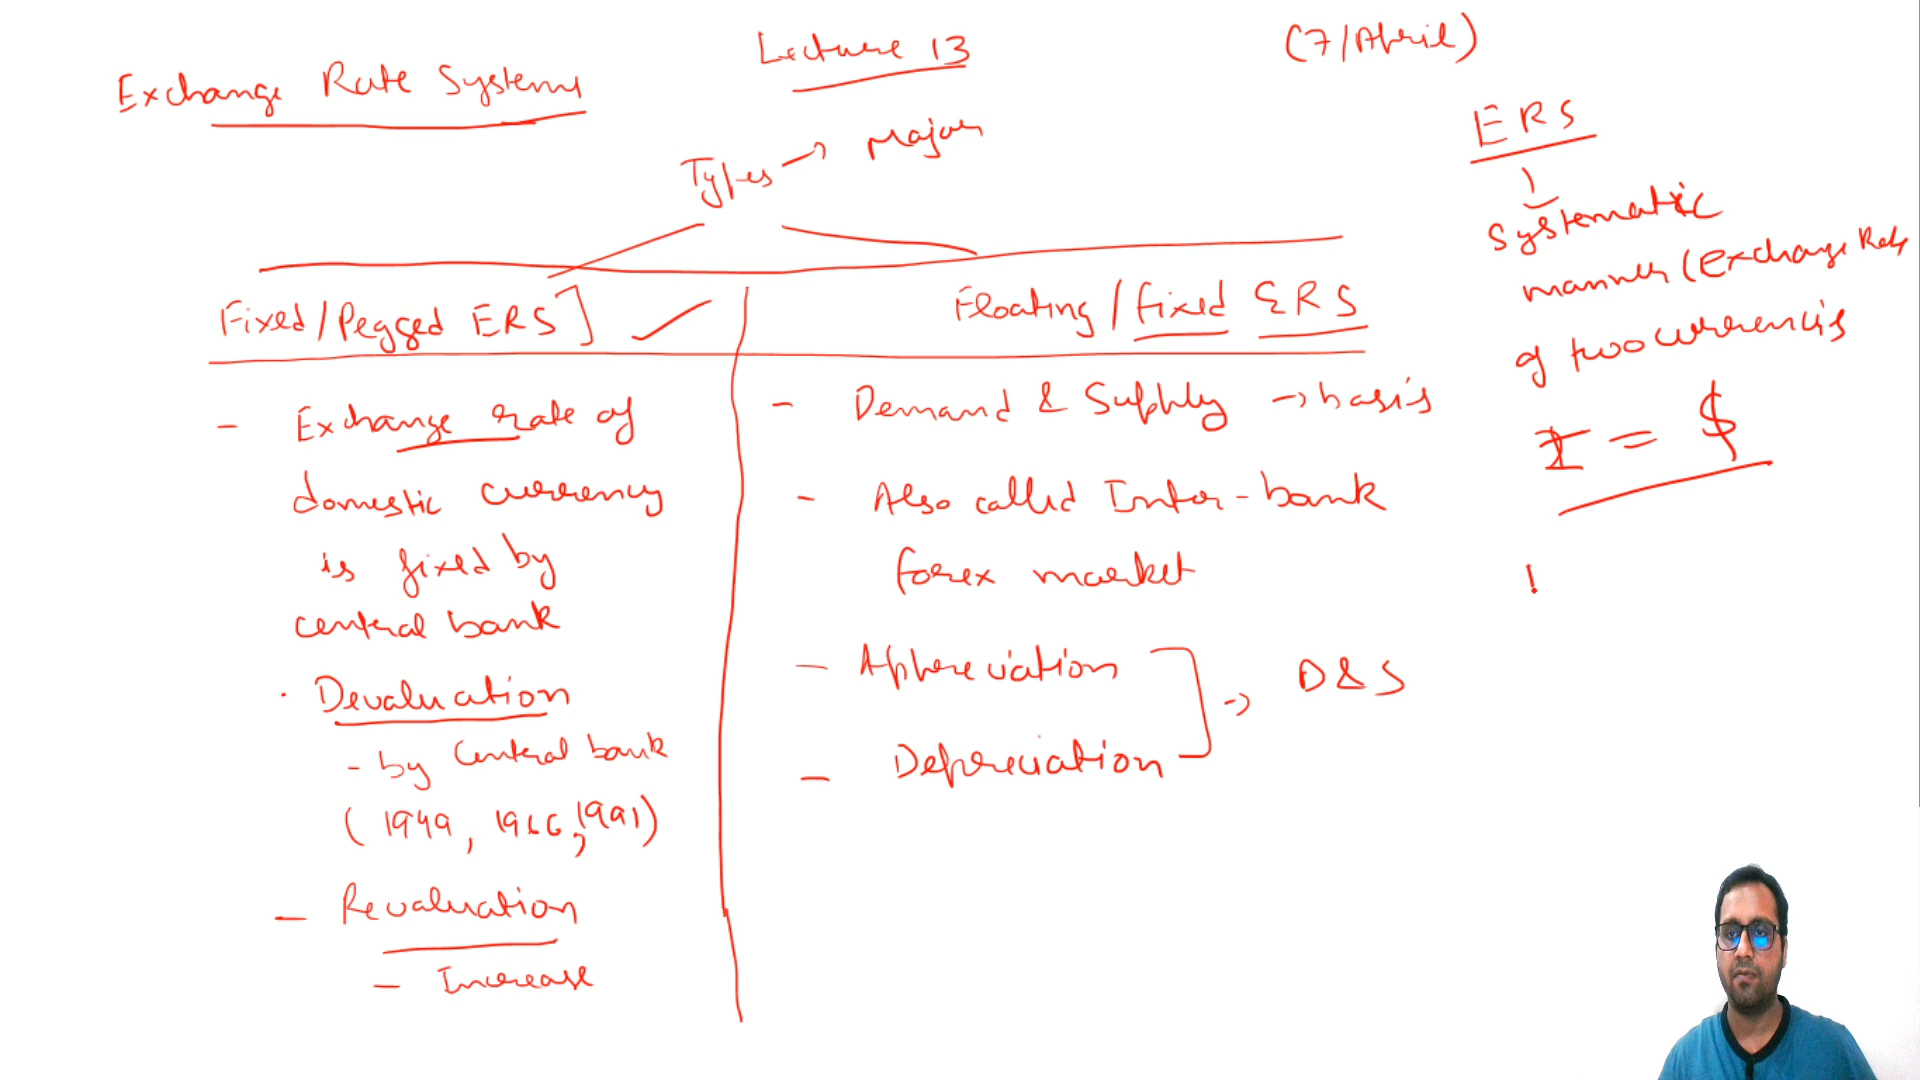 Lecture 13
(7/April)
Exchange Rate Systems
Types → Major
Fixed/Pegged ERS]
- Exchange rate of
domestic currency
is fixed by
central bank
· Devaluation
- by Central bank
(1949, 1966, 1991)
- Revaluation
- Increase
Floating/fixed ERS
- Demand & Supply → basis
- Also called Inter-bank
forex market
- Appreciation
- Depreciation
→ D&S
ERS
Systematic
manner (Exchange Rate
of two currencies
= $
!